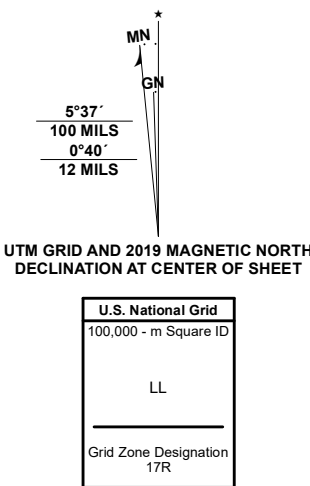 ★
MN
GN
5°37´
100 MILS
0°40´
12 MILS
UTM GRID AND 2019 MAGNETIC NORTH
DECLINATION AT CENTER OF SHEET
U.S. National Grid
100,000 - m Square ID
LL
Grid Zone Designation
17R